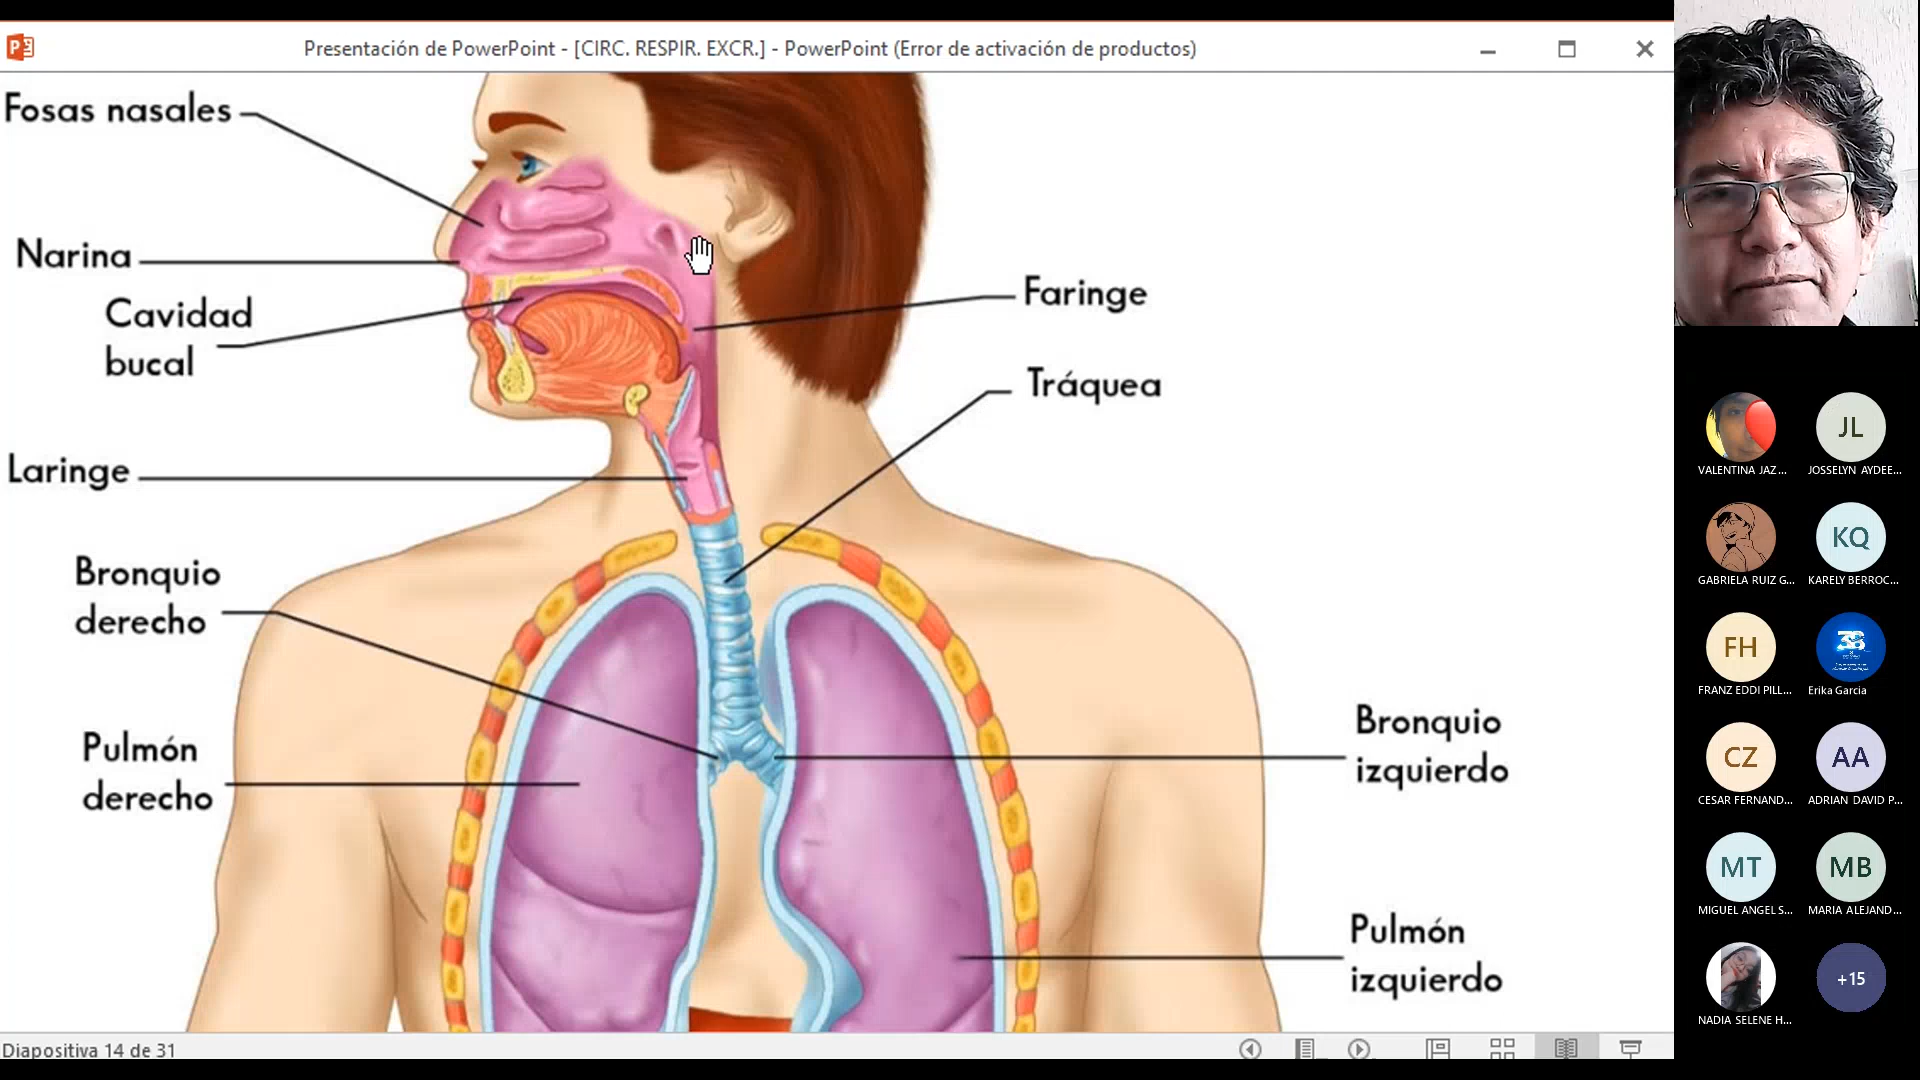 Presentación de PowerPoint - [CIRC. RESPIR. EXCR.] - PowerPoint (Error de activación de productos)
Fosas nasales
Narina
Cavidad
bucal
Faringe
Tráquea
Laringe
Bronquio
derecho
Pulmón
derecho
Bronquio
izquierdo
Pulmón
izquierdo
Diapositiva 14 de 31
VALENTINA JAZ...
JL
JOSSELYN AYDEE...
GABRIELA RUIZ G...
KQ
KARELY BERROC...
FH
FRANZ EDDI PILL...
38
Erika Garcia
CZ
CESAR FERNAND...
AA
ADRIAN DAVID P...
MT
MIGUEL ANGEL S...
MB
MARIA ALEJAND...
NADIA SELENE H...
+15